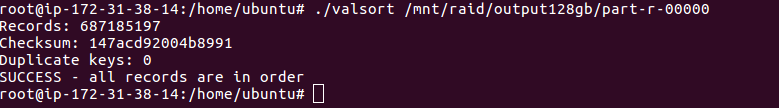 root@ip-172-31-38-14:/home/ubuntu# ./valsort /mnt/raid/output128gb/part-r-00000
Records: 687185197
Checksum: 147acd92004b8991
Duplicate keys: 0
SUCCESS - all records are in order
root@ip-172-31-38-14:/home/ubuntu#